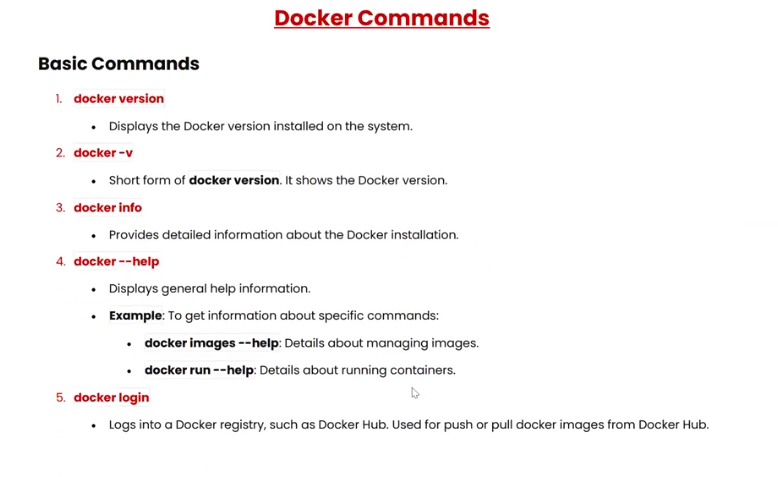 Docker Commands
Basic Commands
1. docker version
• Displays the Docker version installed on the system.
2. docker -v
• Short form of docker version. It shows the Docker version.
3. docker info
• Provides detailed information about the Docker installation.
4. docker --help
• Displays general help information.
• Example: To get information about specific commands:
• docker images --help: Details about managing images.
• docker run --help: Details about running containers.
5. docker login
• Logs into a Docker registry, such as Docker Hub. Used for push or pull docker images from Docker Hub.